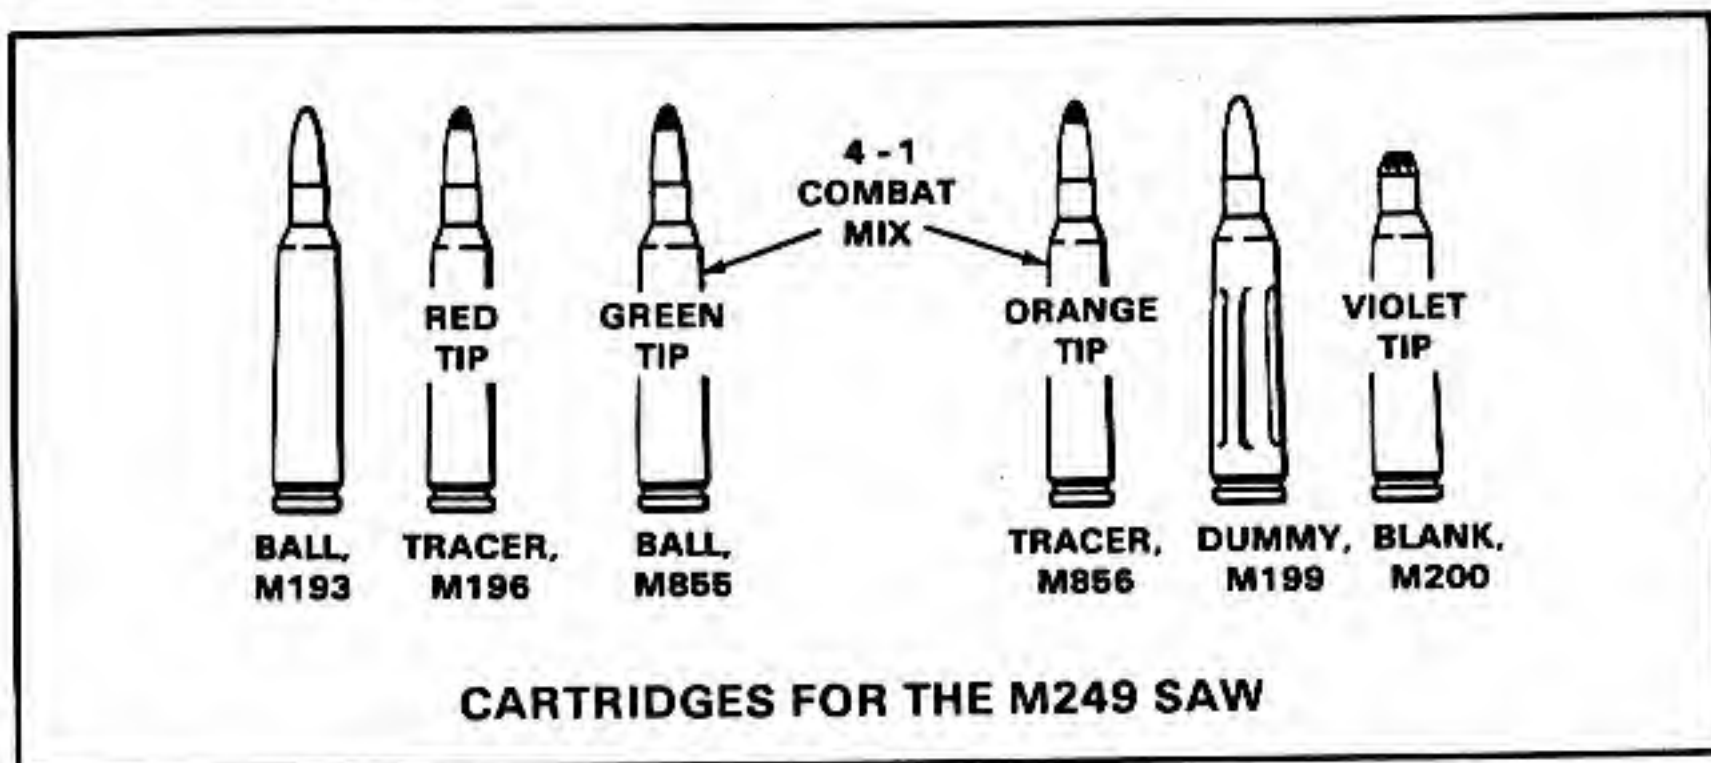 4-1
COMBAT
MIX
RED
TIP
GREEN
TIP
ORANGE
TIP
VIOLET
TIP
BALL,
M193
TRACER,
M196
BALL,
M855
TRACER,
M856
DUMMY,
M199
BLANK,
M200
CARTRIDGES FOR THE M249 SAW